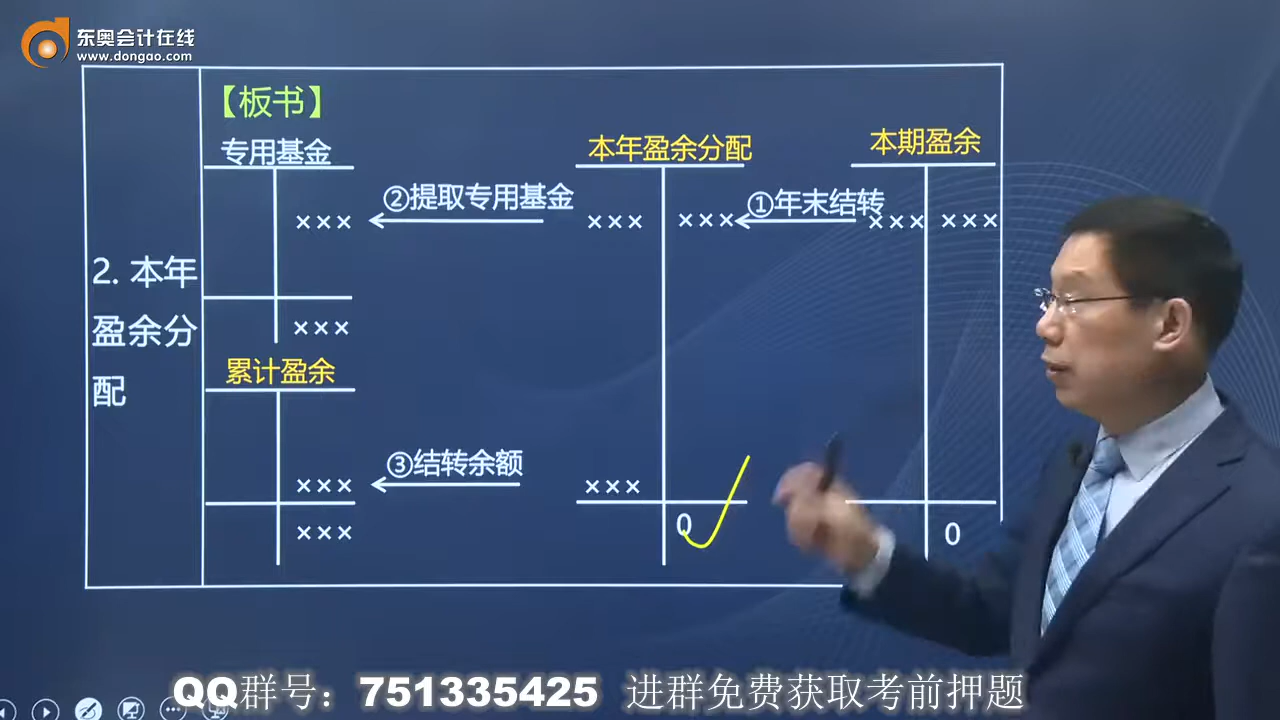 东奥会计在线
www.dongao.com
【板书】
专用基金
本年盈余分配
本期盈余
②提取专用基金
①年末结转
××× ××× ××× ××× ×××
2. 本年
盈余分
配
×××
累计盈余
③结转余额
××× ×××
×××
0
0
QQ群号：751335425 进群免费获取考前押题